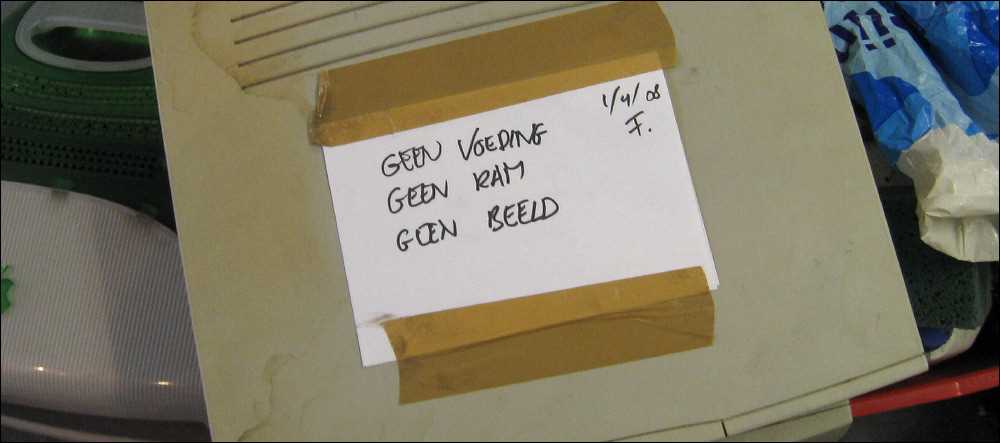 1/4/08
F.
GEEN VOEDING
GEEN RAM
GEEN BEELD